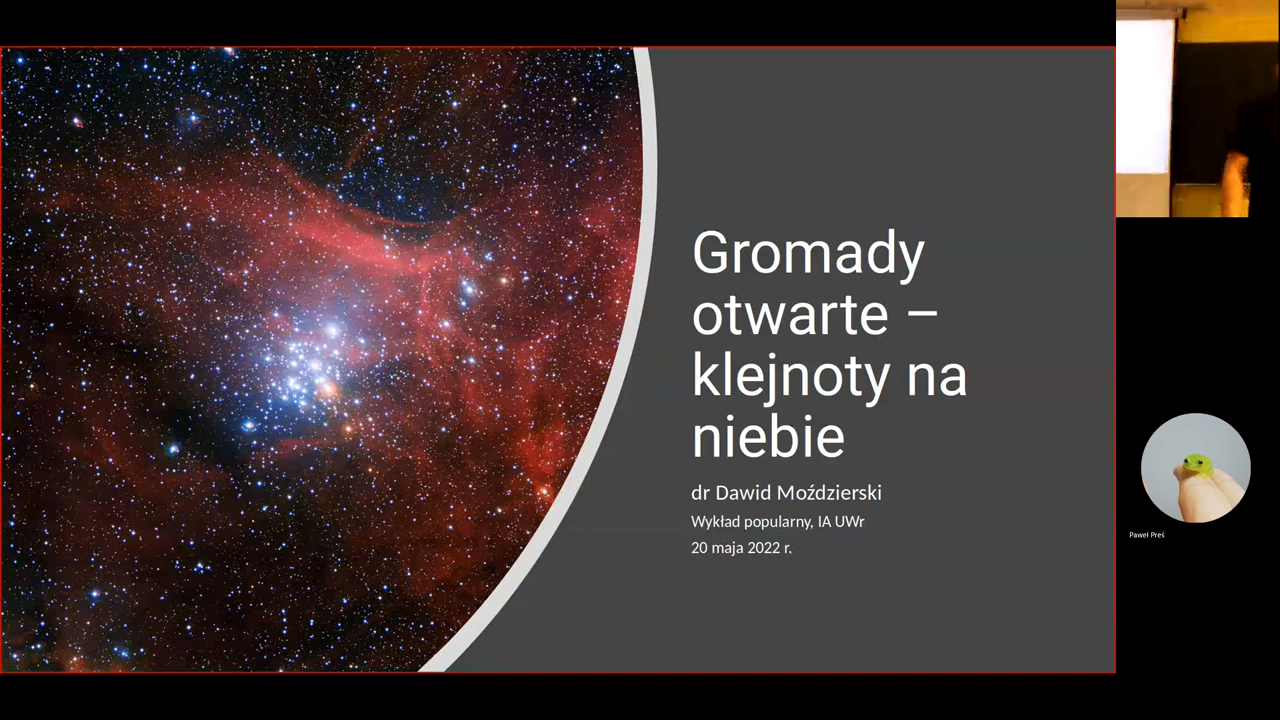 Gromady
otwarte –
klejnoty na
niebie
dr Dawid Moździerski
Wykład popularny, IA UWr
20 maja 2022 r.
Paweł Preś